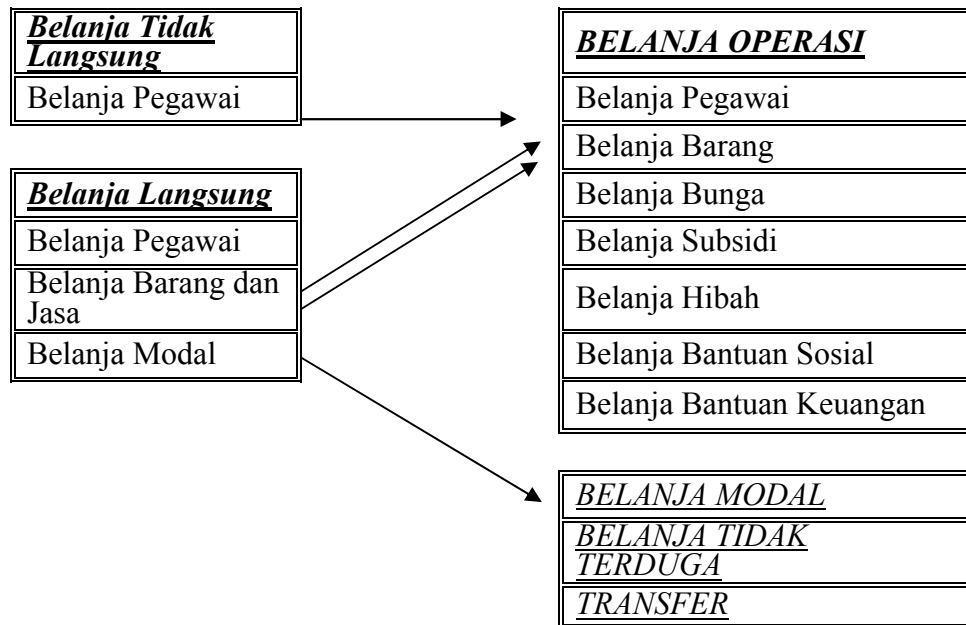 Belanja Tidak
Langsung
Belanja Pegawai
Belanja Langsung
Belanja Pegawai
Belanja Barang dan
Jasa
Belanja Modal
BELANJA OPERASI
Belanja Pegawai
Belanja Barang
Belanja Bunga
Belanja Subsidi
Belanja Hibah
Belanja Bantuan Sosial
Belanja Bantuan Keuangan
BELANJA MODAL
BELANJA TIDAK
TERDUGA
TRANSFER